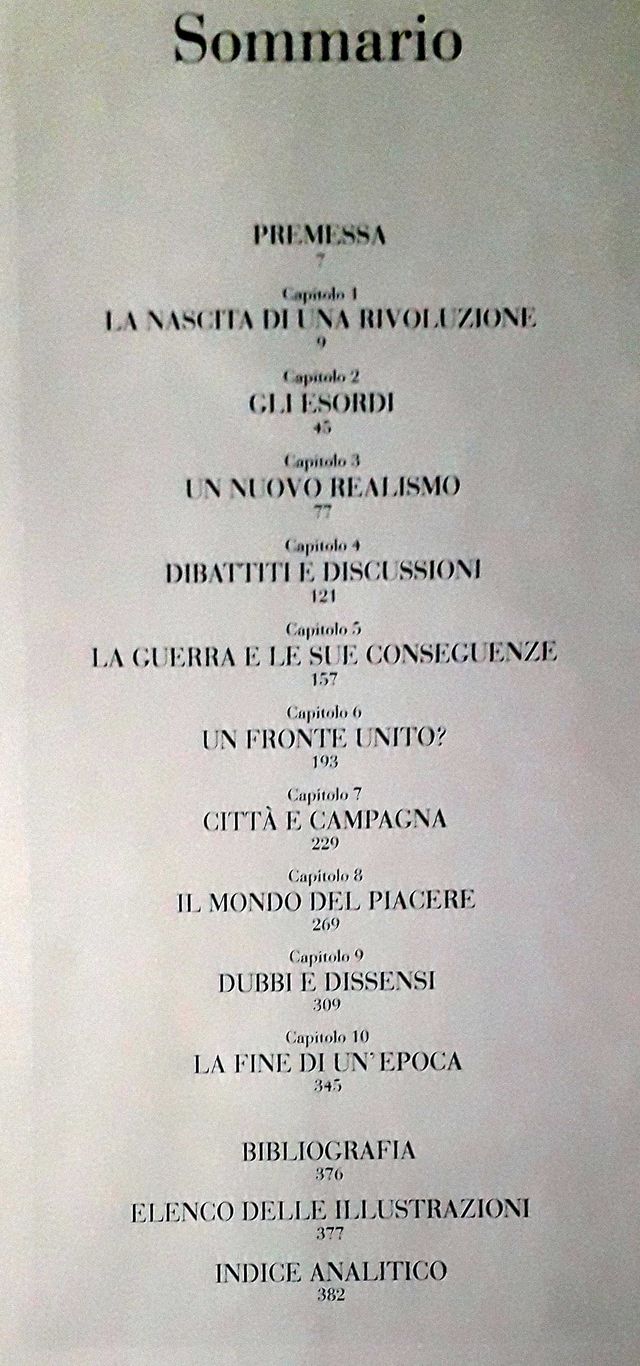 Sommario
PREMESSA
7
Capitolo 1
LA NASCITA DI UNA RIVOLUZIONE
9
Capitolo 2
GLI ESORDI
45
Capitolo 3
UN NUOVO REALISMO
77
Capitolo 4
DIBATTITI E DISCUSSIONI
121
Capitolo 5
LA GUERRA E LE SUE CONSEGUENZE
157
Capitolo 6
UN FRONTE UNITO?
193
Capitolo 7
CITTÀ E CAMPAGNA
229
Capitolo 8
IL MONDO DEL PIACERE
269
Capitolo 9
DUBBI E DISSENSI
309
Capitolo 10
LA FINE DI UN'EPOCA
345
BIBLIOGRAFIA
376
ELENCO DELLE ILLUSTRAZIONI
377
INDICE ANALITICO
382